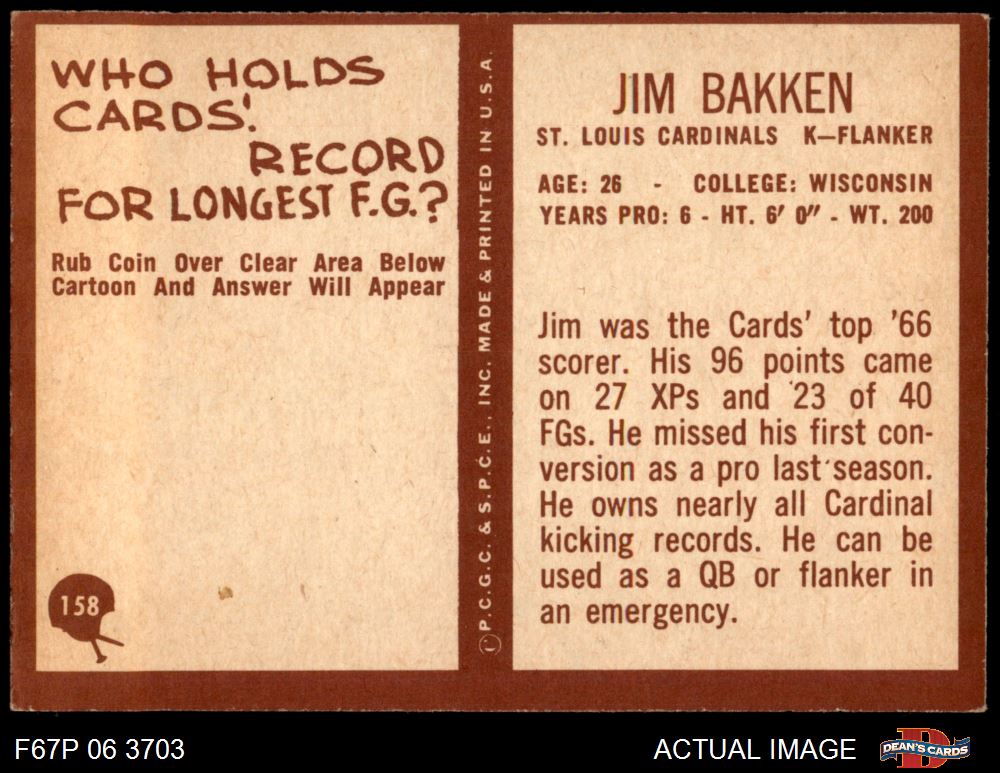 WHO HOLDS
CARDS'
RECORD
FOR LONGEST F.G.?
Rub Coin Over Clear Area Below
Cartoon And Answer Will Appear
158
P.C.G.C. & S.P.C.E., INC. MADE & PRINTED IN U.S.A.
JIM BAKKEN
ST. LOUIS CARDINALS K–FLANKER
AGE: 26 - COLLEGE: WISCONSIN
YEARS PRO: 6 - HT. 6' 0" - WT. 200
Jim was the Cards' top '66
scorer. His 96 points came
on 27 XPs and 23 of 40
FGs. He missed his first con-
version as a pro last season.
He owns nearly all Cardinal
kicking records. He can be
used as a QB or flanker in
an emergency.
F67P 06 3703
ACTUAL IMAGE
DEAN'S CARDS